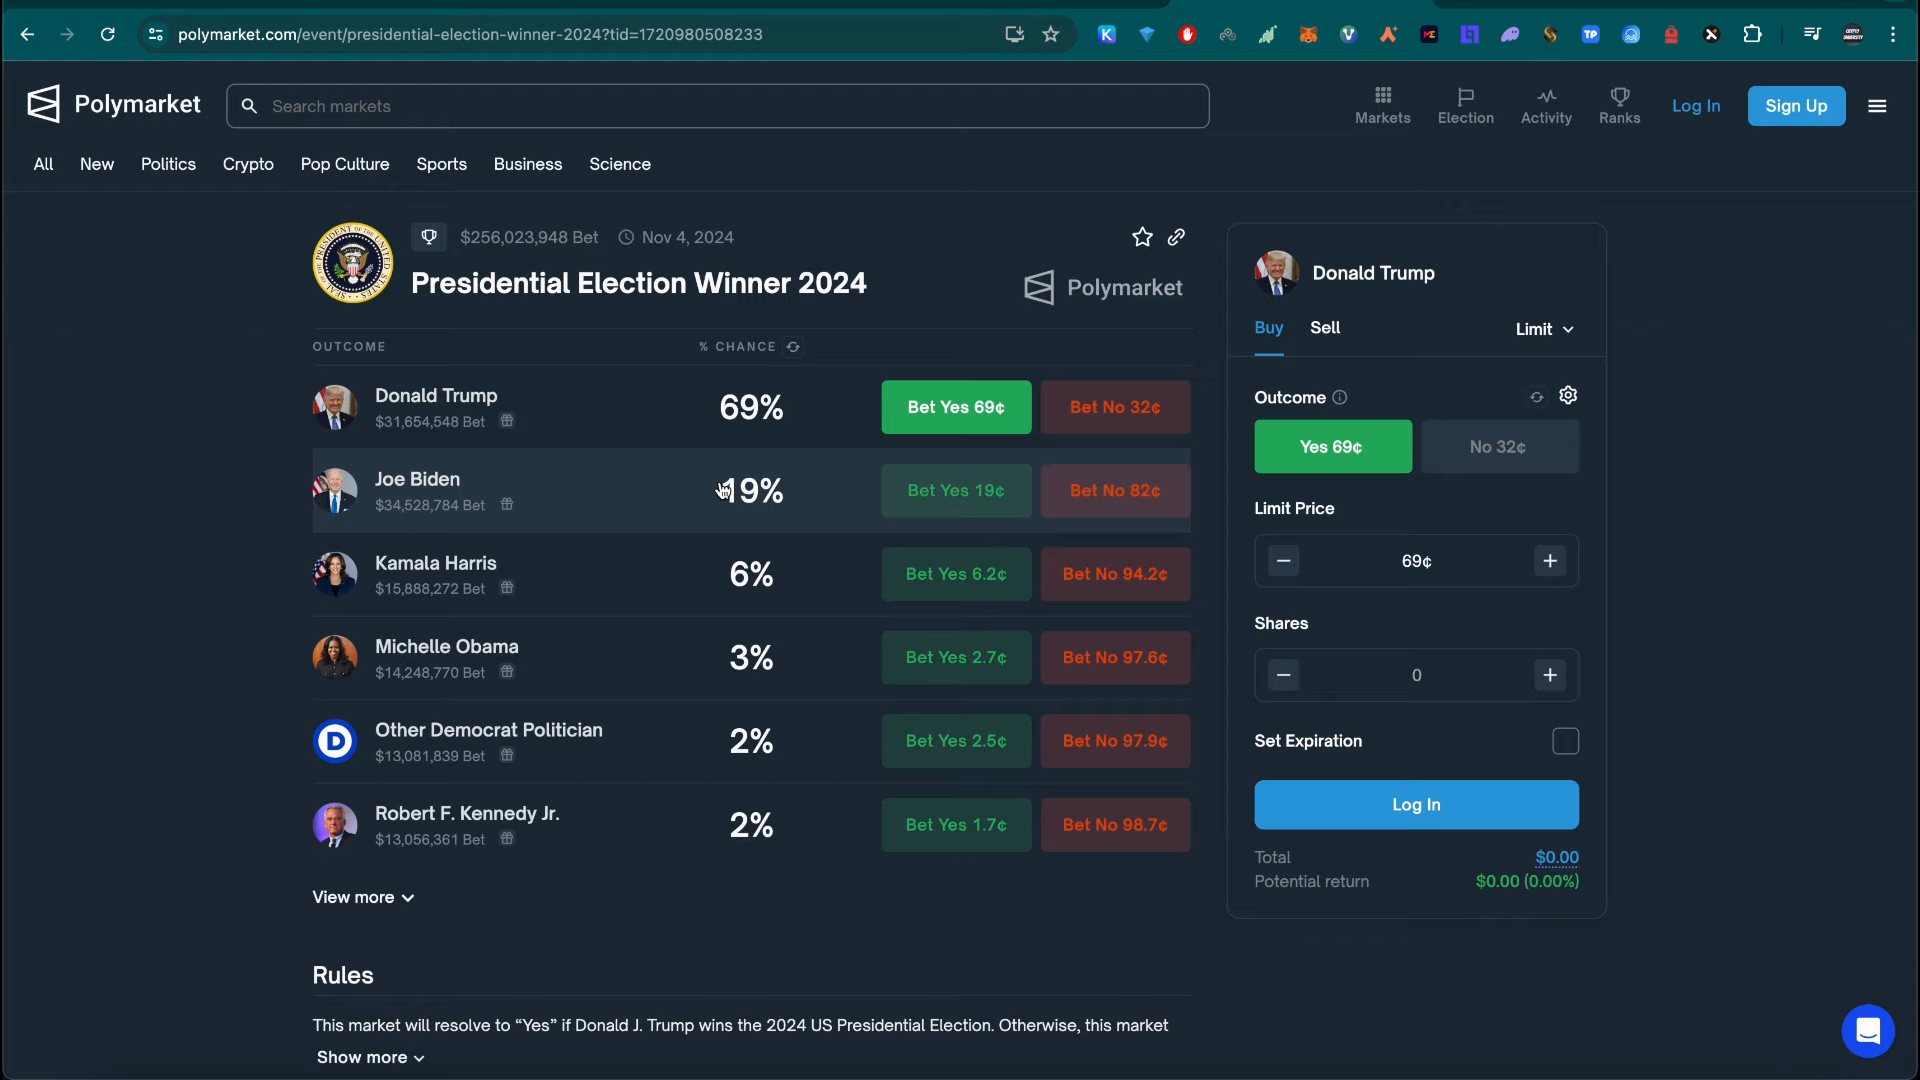 polymarket.com/event/presidential-election-winner-2024?tid=1720980508233
Polymarket
Search markets
Markets
Election
Activity
Ranks
Log In
Sign Up
All New Politics Crypto Pop Culture Sports Business Science
$256,023,948 Bet Nov 4, 2024
Presidential Election Winner 2024
Polymarket
OUTCOME % CHANCE
Donald Trump
$31,654,548 Bet
69%
Bet Yes 69¢
Bet No 32¢
Joe Biden
$34,528,784 Bet
19%
Bet Yes 19¢
Bet No 82¢
Kamala Harris
$15,888,272 Bet
6%
Bet Yes 6.2¢
Bet No 94.2¢
Michelle Obama
$14,248,770 Bet
3%
Bet Yes 2.7¢
Bet No 97.6¢
Other Democrat Politician
$13,081,839 Bet
2%
Bet Yes 2.5¢
Bet No 97.9¢
Robert F. Kennedy Jr.
$13,056,361 Bet
2%
Bet Yes 1.7¢
Bet No 98.7¢
View more
Rules
This market will resolve to “Yes” if Donald J. Trump wins the 2024 US Presidential Election. Otherwise, this market
Show more
Donald Trump
Buy Sell Limit
Outcome
Yes 69¢ No 32¢
Limit Price
69¢
Shares
0
Set Expiration
Log In
Total $0.00
Potential return $0.00 (0.00%)